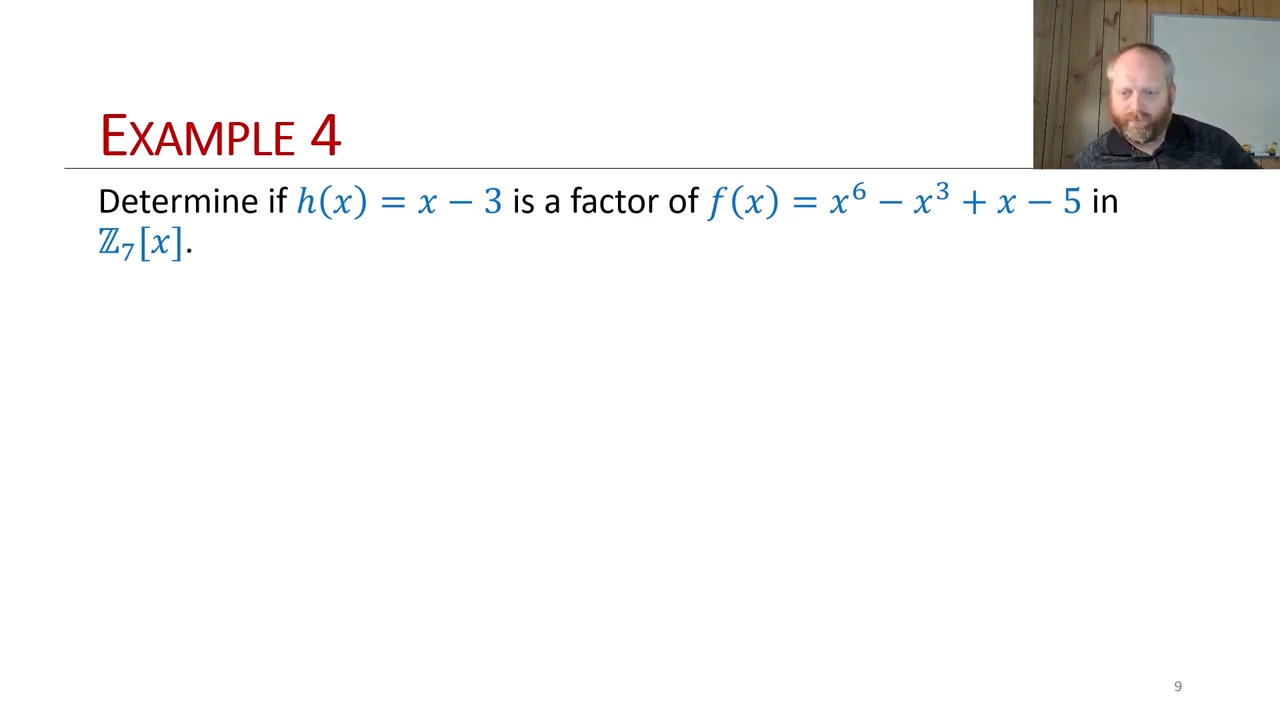 EXAMPLE 4
Determine if h(x) = x − 3 is a factor of f(x) = x⁶ − x³ + x − 5 in
ℤ₇[x].
9